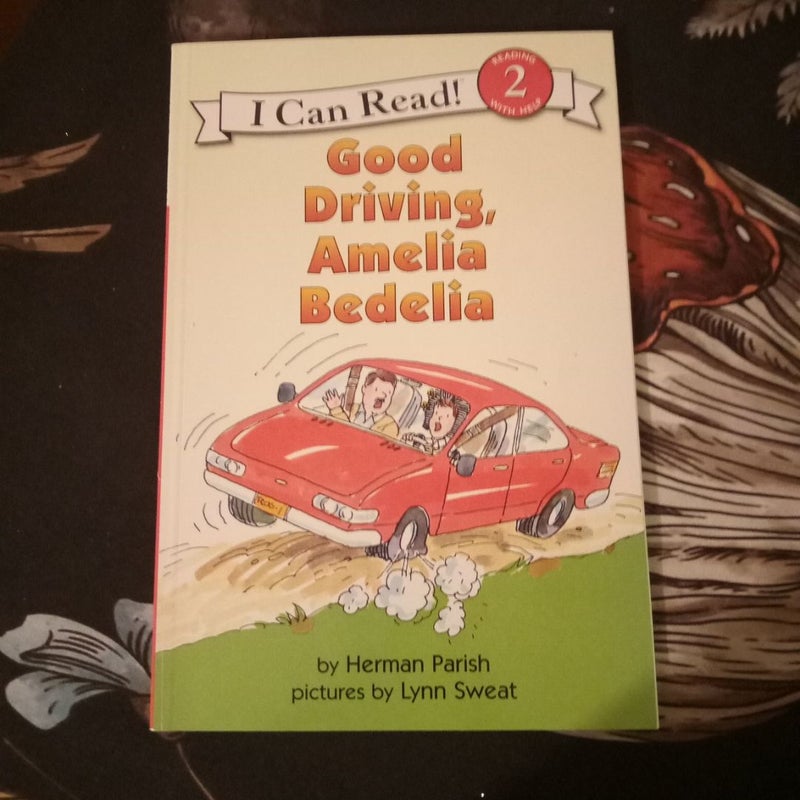 I Can Read!
READING
2
WITH HELP
Good
Driving,
Amelia
Bedelia
by Herman Parish
pictures by Lynn Sweat